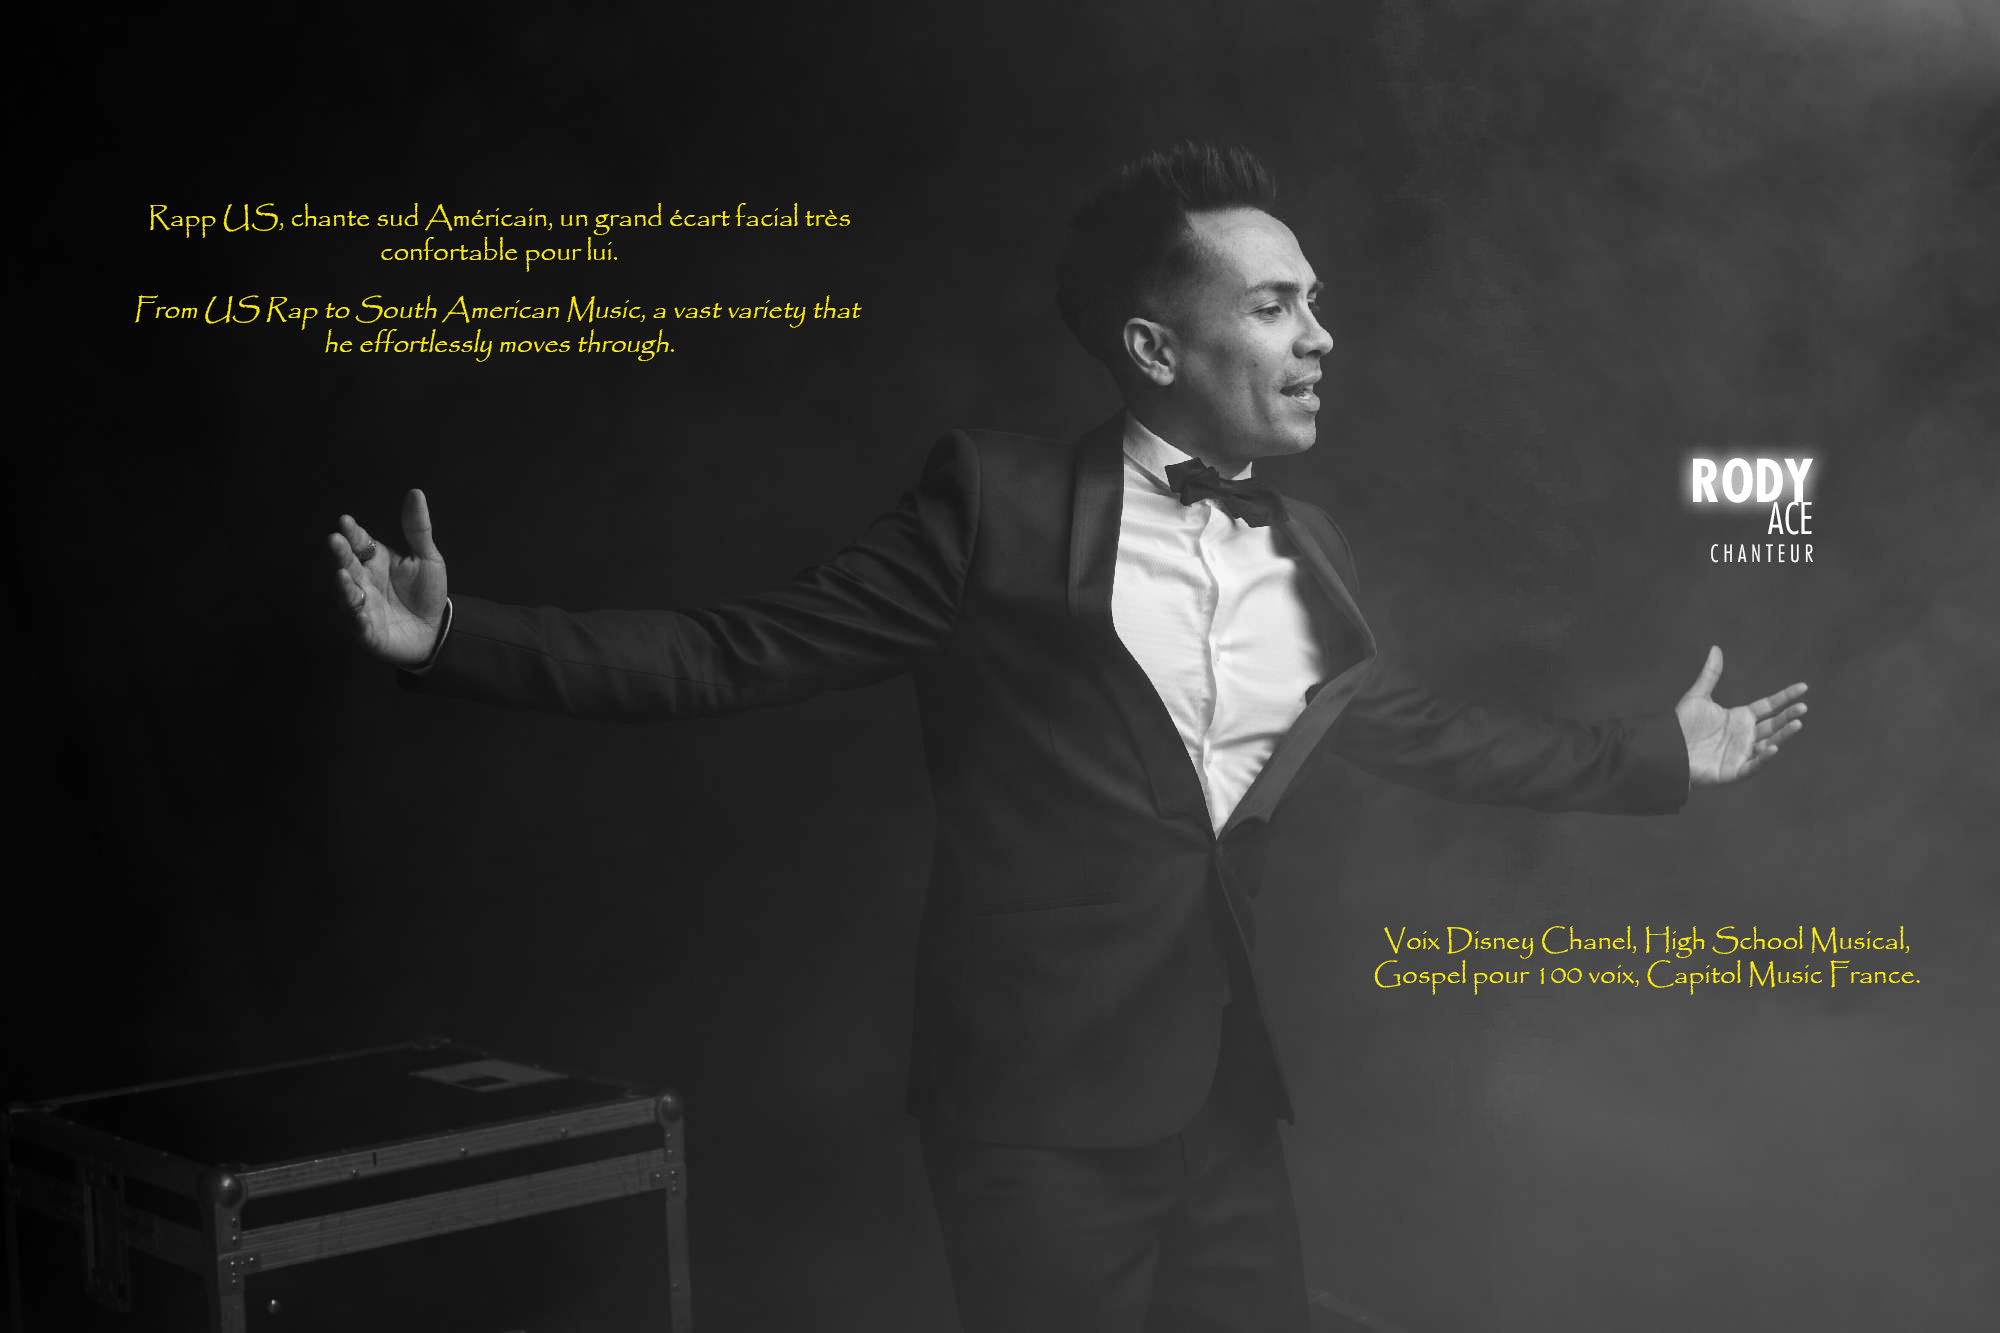 Rapp US, chante sud Américain, un grand écart facial très
confortable pour lui.
From US Rap to South American Music, a vast variety that
he effortlessly moves through.
RODY
ACE
CHANTEUR
Voix Disney Chanel, High School Musical,
Gospel pour 100 voix, Capitol Music France.